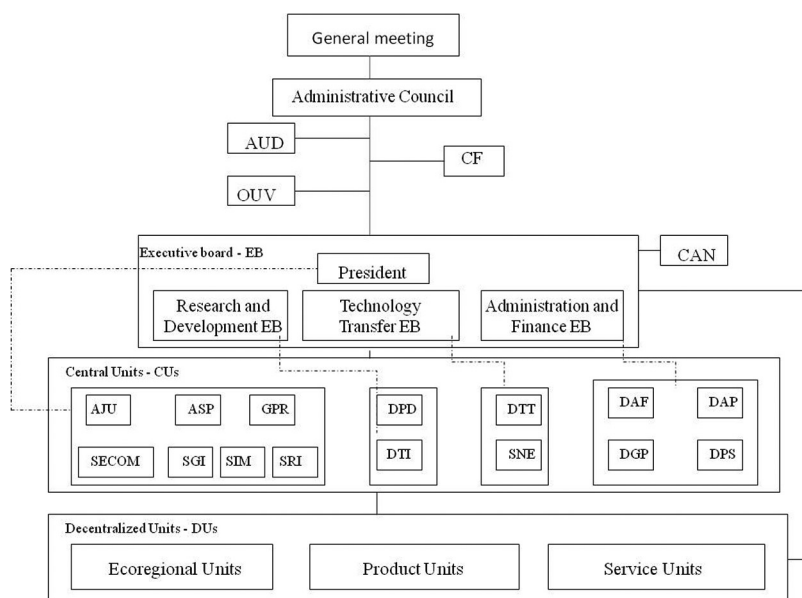 General meeting
Administrative Council
AUD
CF
OUV
Executive board - EB
CAN
President
Research and
Development EB
Technology
Transfer EB
Administration and
Finance EB
Central Units - CUs
AJU
ASP
GPR
DPD
DTT
DAF
DAP
SECOM
SGI
SIM
SRI
DTI
SNE
DGP
DPS
Decentralized Units - DUs
Ecoregional Units
Product Units
Service Units